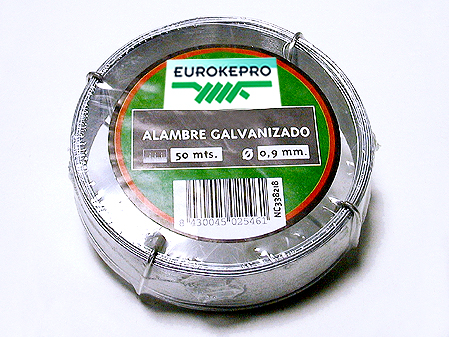 EUROKEPRO
ALAMBRE GALVANIZADO
50 mts. Ø 0,9 mm.
NC338218
8 430045 025461